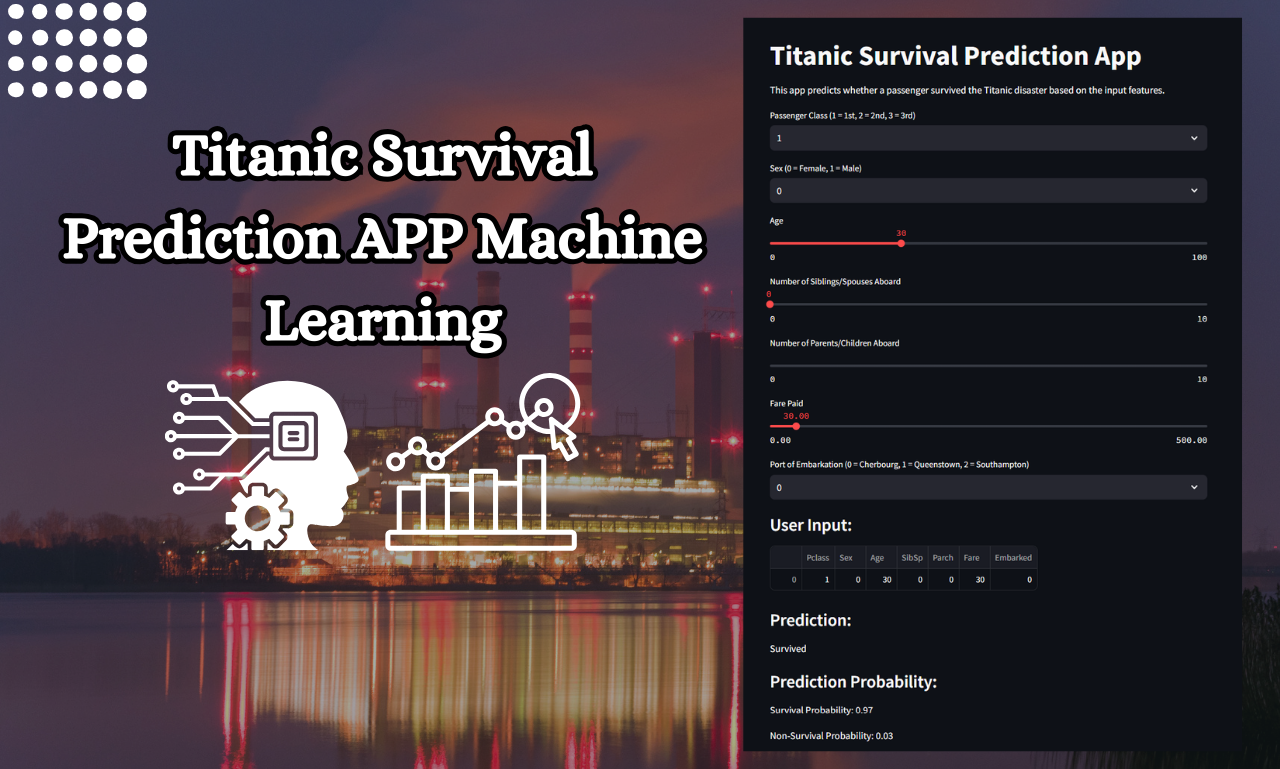 Titanic Survival
Prediction APP Machine
Learning
Titanic Survival Prediction App
This app predicts whether a passenger survived the Titanic disaster based on the input features.
Passenger Class (1 = 1st, 2 = 2nd, 3 = 3rd)
1
Sex (0 = Female, 1 = Male)
0
Age
30
0 100
Number of Siblings/Spouses Aboard
0
0 10
Number of Parents/Children Aboard
0 10
Fare Paid
30.00
0.00 500.00
Port of Embarkation (0 = Cherbourg, 1 = Queenstown, 2 = Southampton)
0
User Input:
Pclass Sex Age SibSp Parch Fare Embarked
0 1 0 30 0 0 30 0
Prediction:
Survived
Prediction Probability:
Survival Probability: 0.97
Non-Survival Probability: 0.03